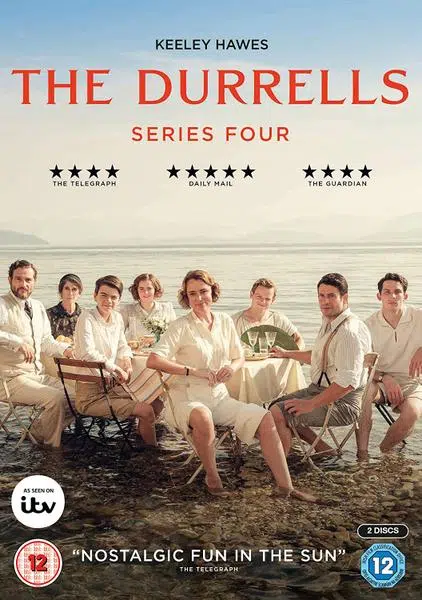 KEELEY HAWES
THE DURRELLS
SERIES FOUR
★★★★ ★★★★★ ★★★★
THE TELEGRAPH DAILY MAIL THE GUARDIAN
AS SEEN ON
itv
2 DISCS
12 "NOSTALGIC FUN IN THE SUN" 12
THE TELEGRAPH